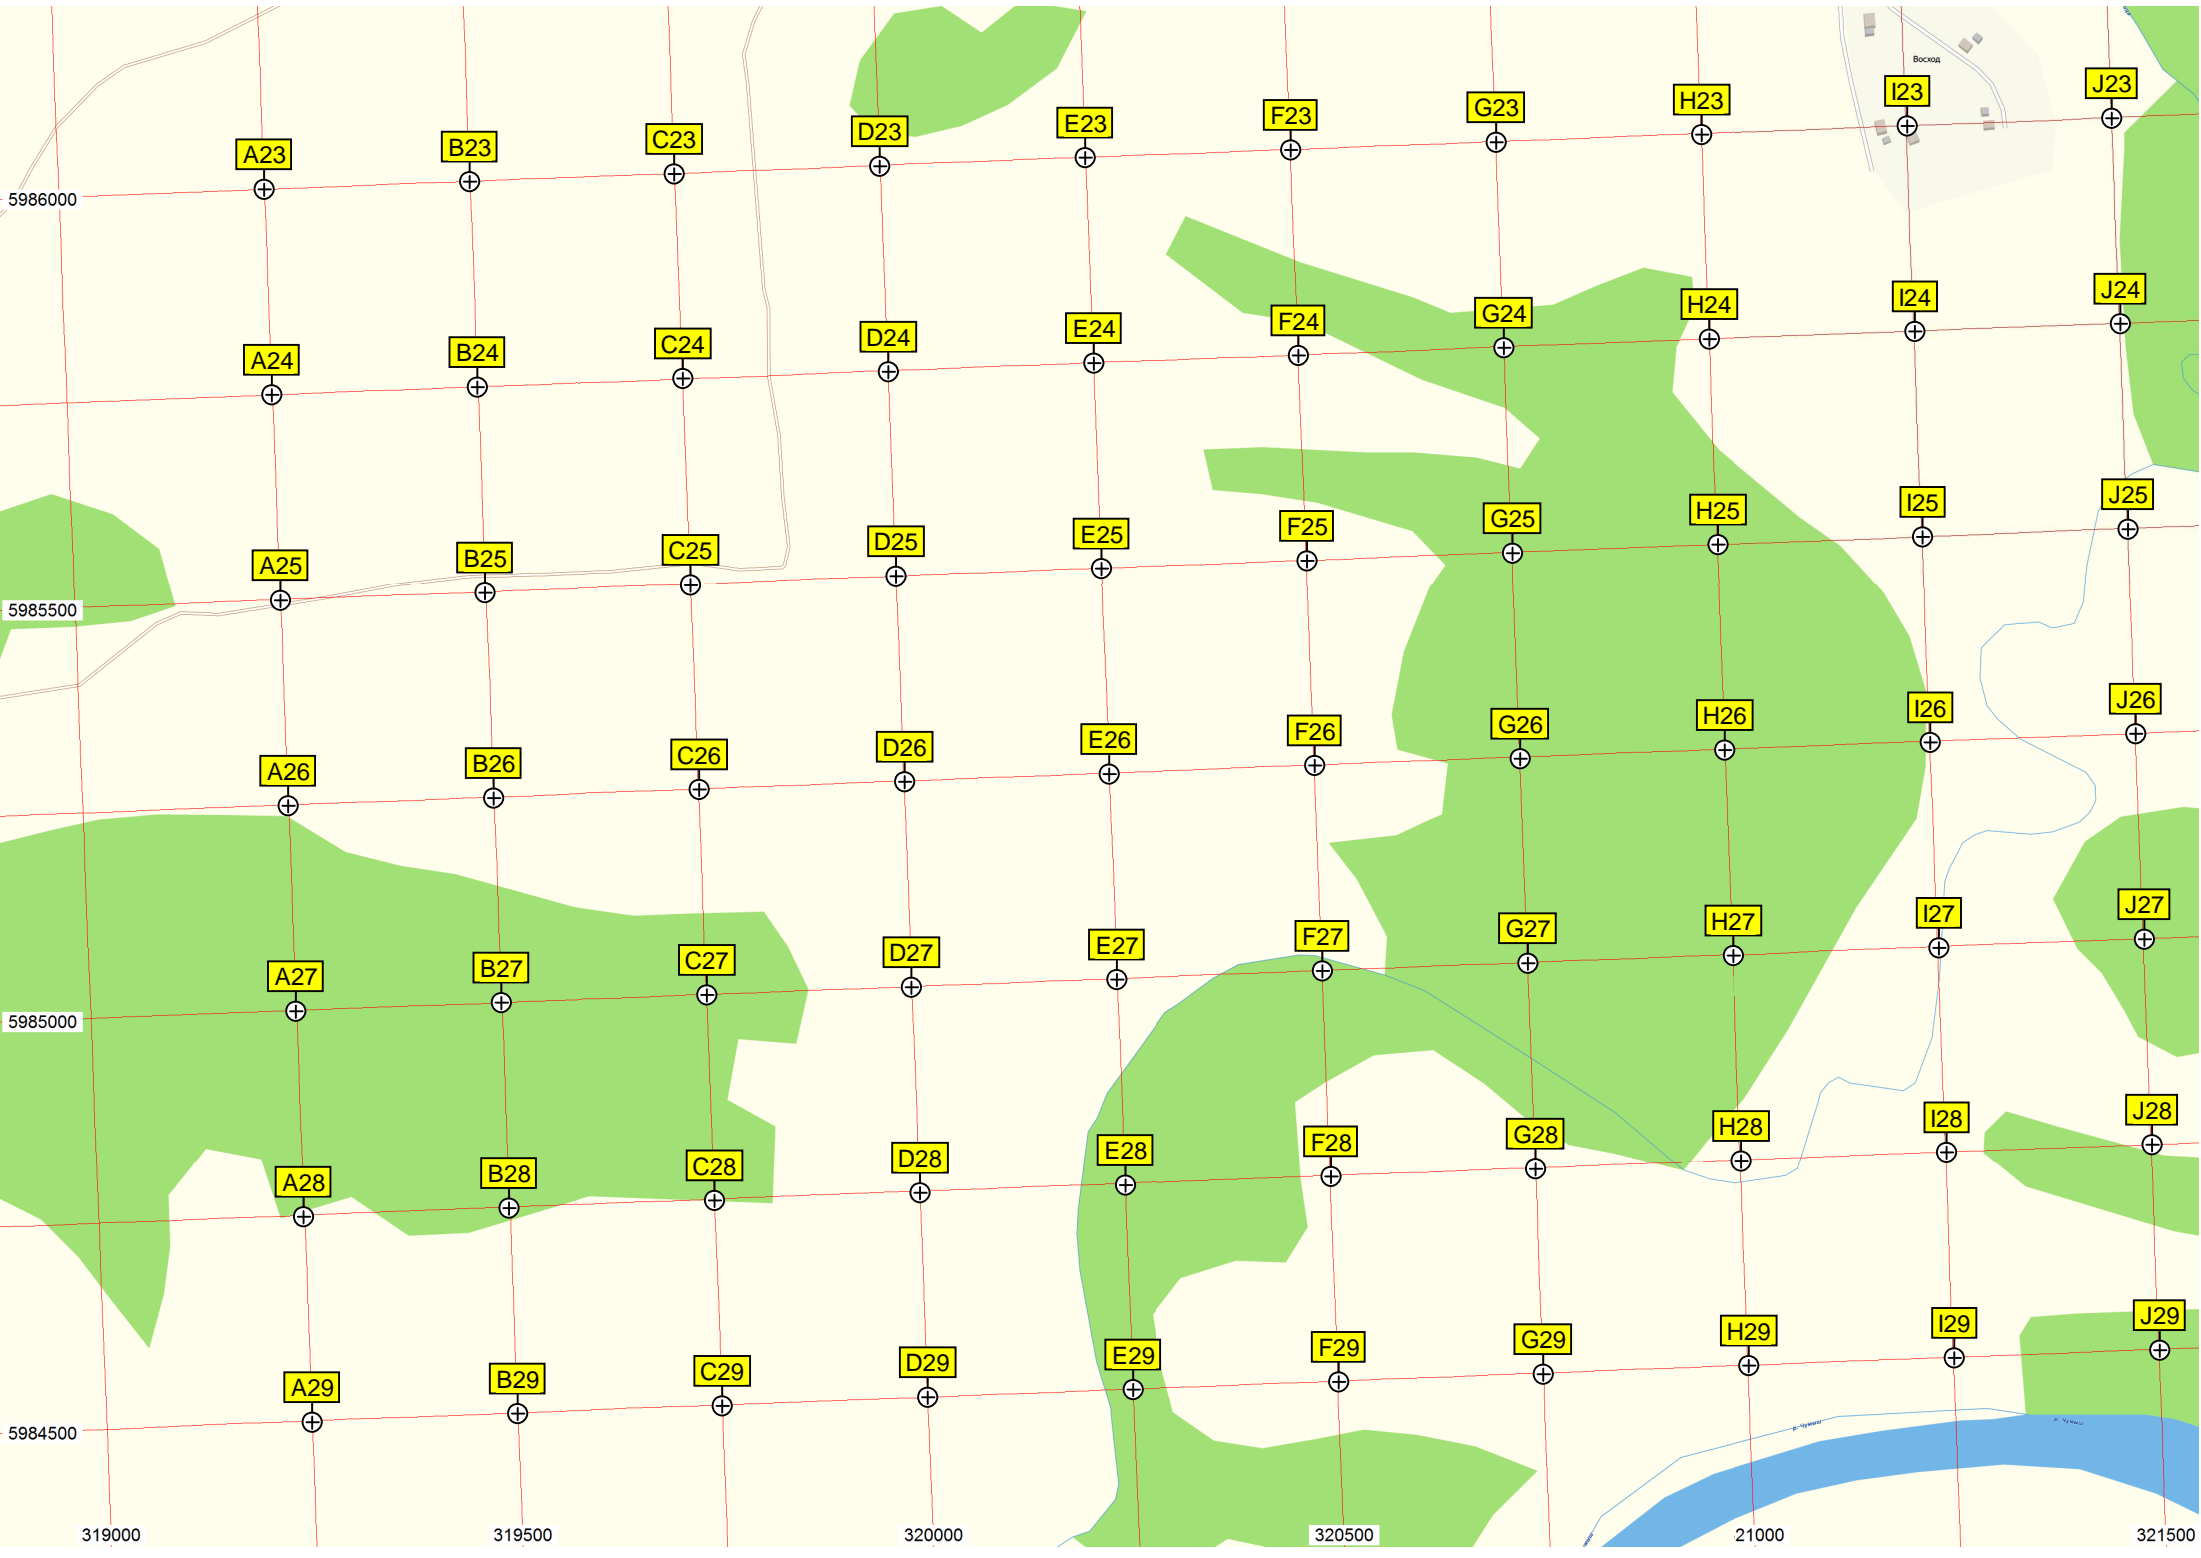 Восход
A23 B23 C23 D23 E23 F23 G23 H23 I23 J23
5986000
A24 B24 C24 D24 E24 F24 G24 H24 I24 J24
A25 B25 C25 D25 E25 F25 G25 H25 I25 J25
5985500
A26 B26 C26 D26 E26 F26 G26 H26 I26 J26
A27 B27 C27 D27 E27 F27 G27 H27 I27 J27
5985000
A28 B28 C28 D28 E28 F28 G28 H28 I28 J28
A29 B29 C29 D29 E29 F29 G29 H29 I29 J29
р. Чумыш
р. Чумыш
5984500
319000 319500 320000 320500 21000 321500